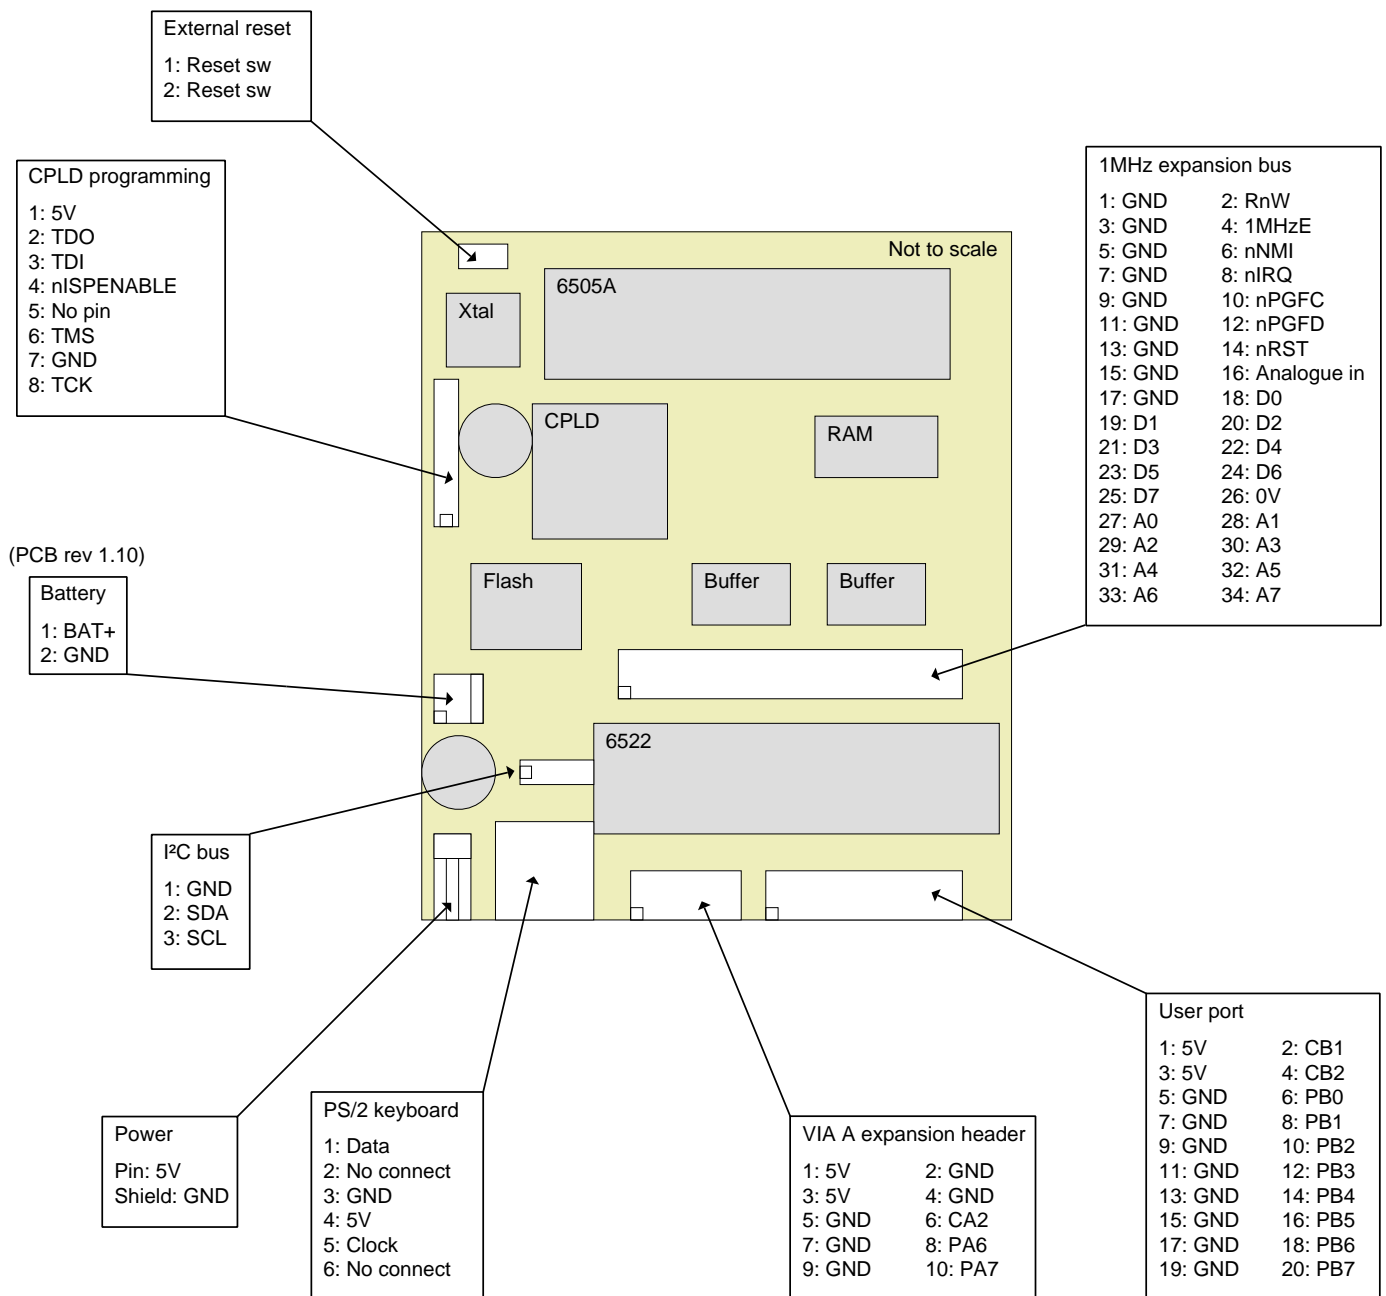 External reset
1: Reset sw
2: Reset sw
CPLD programming
1: 5V
2: TDO
3: TDI
4: nISPENABLE
5: No pin
6: TMS
7: GND
8: TCK
1MHz expansion bus
1: GND 2: RnW
3: GND 4: 1MHzE
5: GND 6: nNMI
7: GND 8: nIRQ
9: GND 10: nPGFC
11: GND 12: nPGFD
13: GND 14: nRST
15: GND 16: Analogue in
17: GND 18: D0
19: D1 20: D2
21: D3 22: D4
23: D5 24: D6
25: D7 26: 0V
27: A0 28: A1
29: A2 30: A3
31: A4 32: A5
33: A6 34: A7
Not to scale
6505A
Xtal
CPLD
RAM
(PCB rev 1.10)
Battery
1: BAT+
2: GND
Flash
Buffer
Buffer
6522
I²C bus
1: GND
2: SDA
3: SCL
Power
Pin: 5V
Shield: GND
PS/2 keyboard
1: Data
2: No connect
3: GND
4: 5V
5: Clock
6: No connect
VIA A expansion header
1: 5V 2: GND
3: 5V 4: GND
5: GND 6: CA2
7: GND 8: PA6
9: GND 10: PA7
User port
1: 5V 2: CB1
3: 5V 4: CB2
5: GND 6: PB0
7: GND 8: PB1
9: GND 10: PB2
11: GND 12: PB3
13: GND 14: PB4
15: GND 16: PB5
17: GND 18: PB6
19: GND 20: PB7